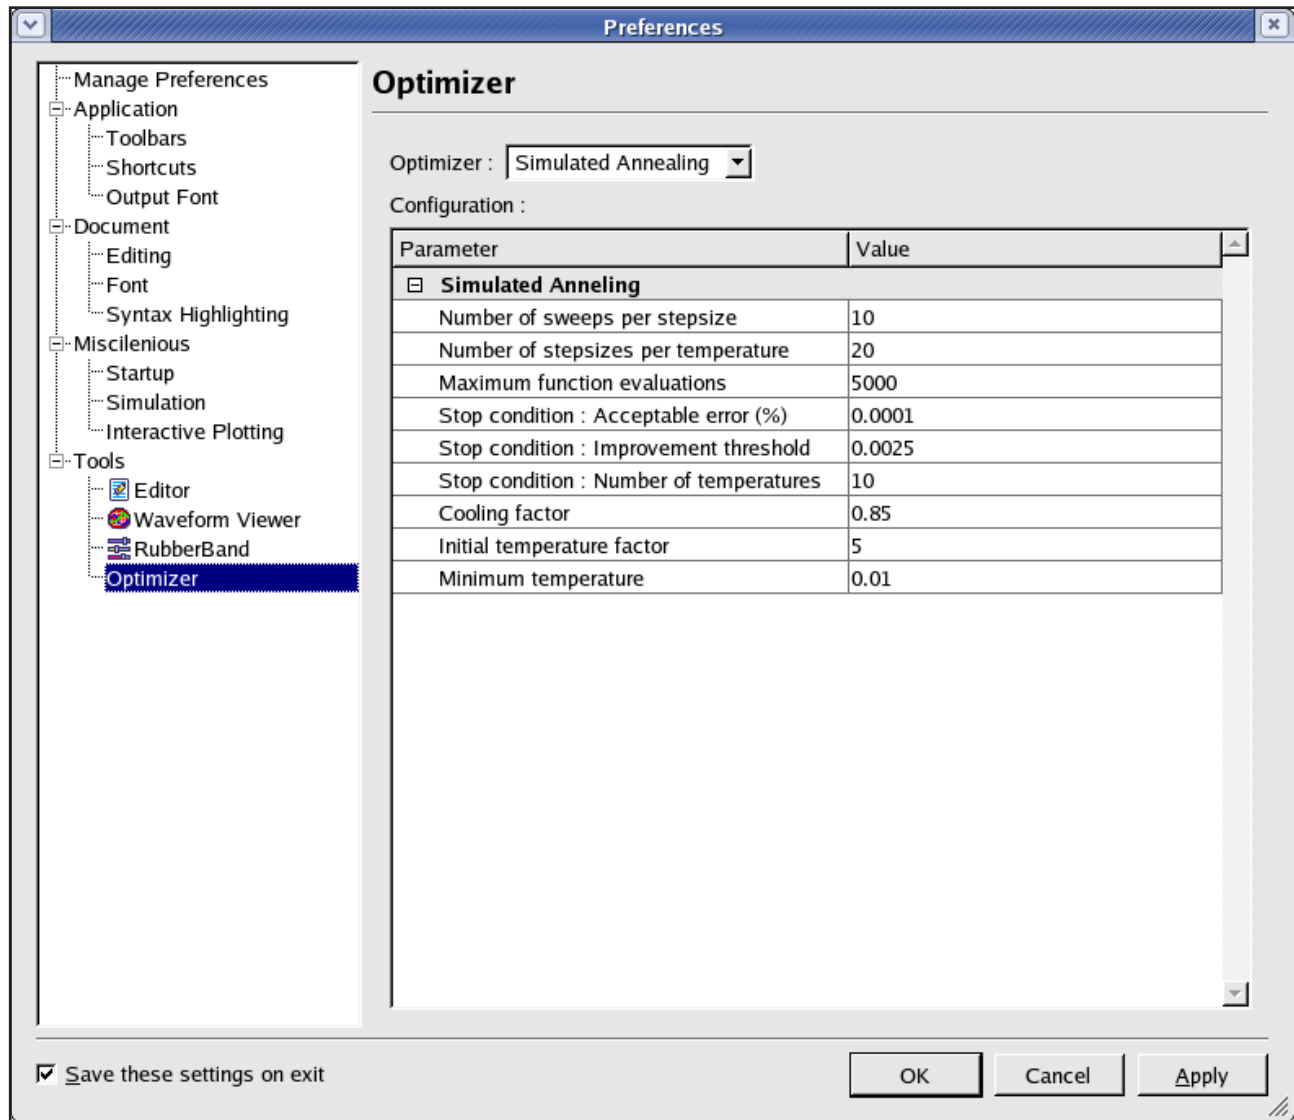 Preferences
Manage Preferences
Application
Toolbars
Shortcuts
Output Font
Document
Editing
Font
Syntax Highlighting
Miscilenious
Startup
Simulation
Interactive Plotting
Tools
Editor
Waveform Viewer
RubberBand
Optimizer
Optimizer
Optimizer : Simulated Annealing
Configuration :
Parameter Value
Simulated Anneling
Number of sweeps per stepsize 10
Number of stepsizes per temperature 20
Maximum function evaluations 5000
Stop condition : Acceptable error (%) 0.0001
Stop condition : Improvement threshold 0.0025
Stop condition : Number of temperatures 10
Cooling factor 0.85
Initial temperature factor 5
Minimum temperature 0.01
Save these settings on exit
OK Cancel Apply